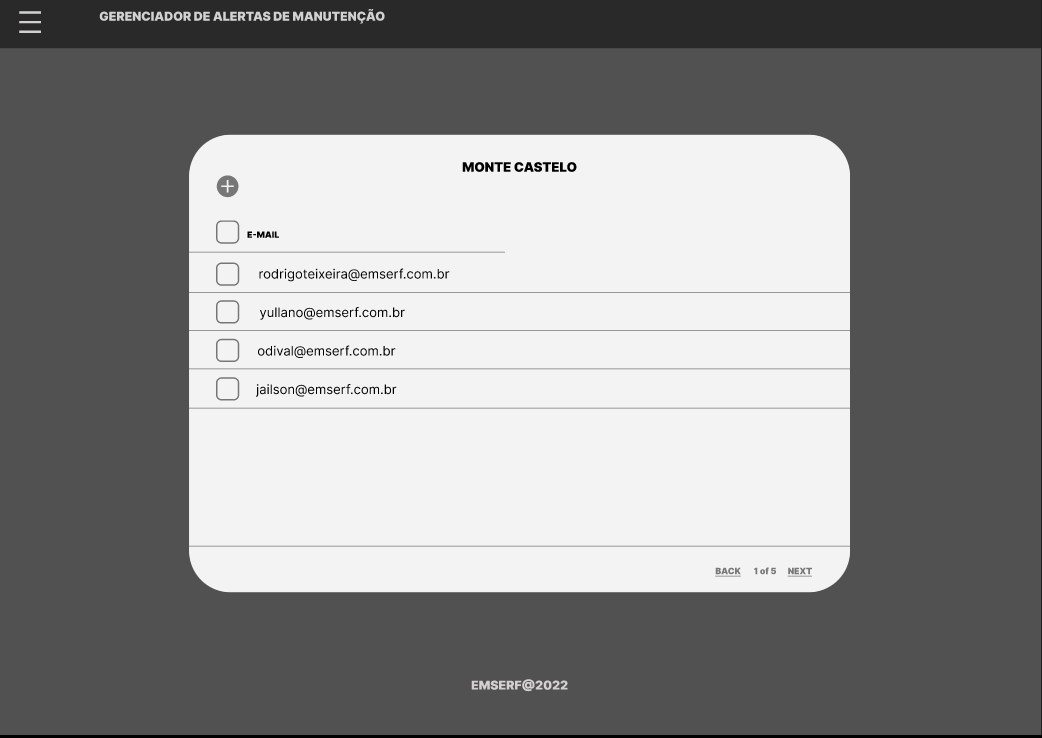 GERENCIADOR DE ALERTAS DE MANUTENÇÃO
MONTE CASTELO
E-MAIL
rodrigoteixeira@emserf.com.br
yullano@emserf.com.br
odival@emserf.com.br
jailson@emserf.com.br
BACK 1 of 5 NEXT
EMSERF@2022